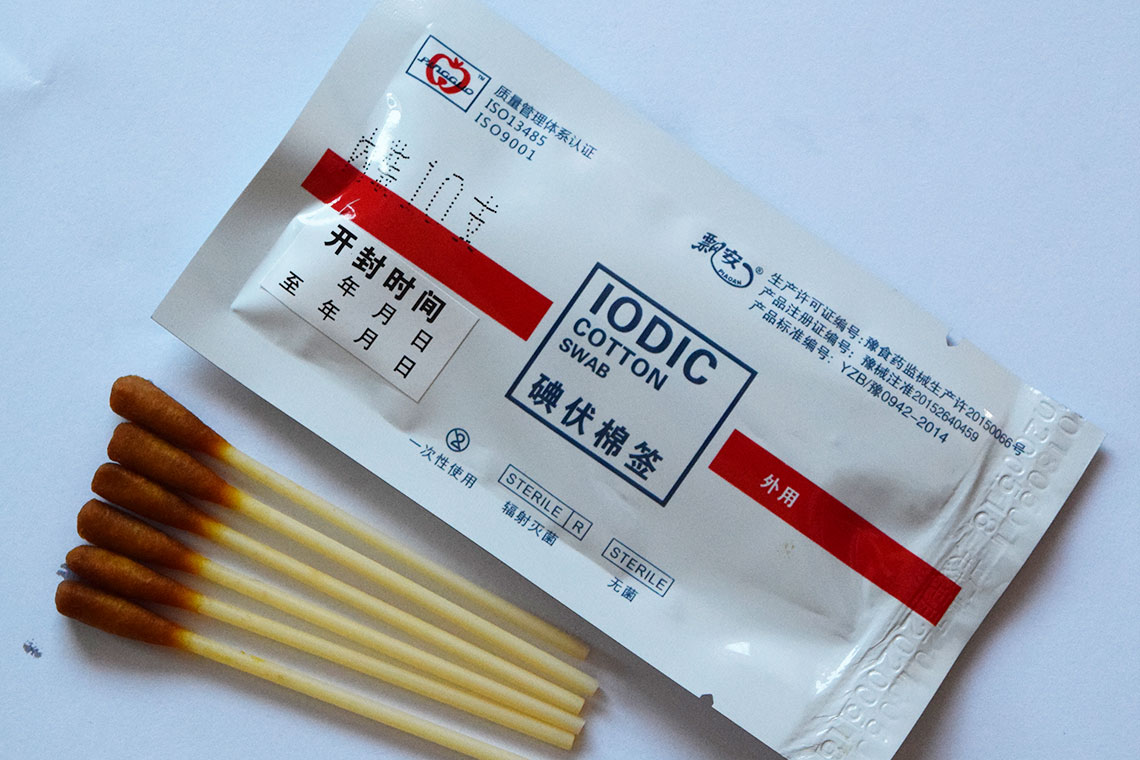 PINGGUO TM
质量管理体系认证
ISO13485
ISO9001
10支
开封时间
年 月 日
至 年 月 日
飘安®
PIAOAN
生产许可证编号:豫食药监械生产许20150066号
产品注册证编号:豫械注准20152640459
产品标准编号:YZB/豫0942-2014
IODIC
COTTON
SWAB
碘伏棉签
外用
一次性使用
STERILE R
辐射灭菌
STERILE
无菌